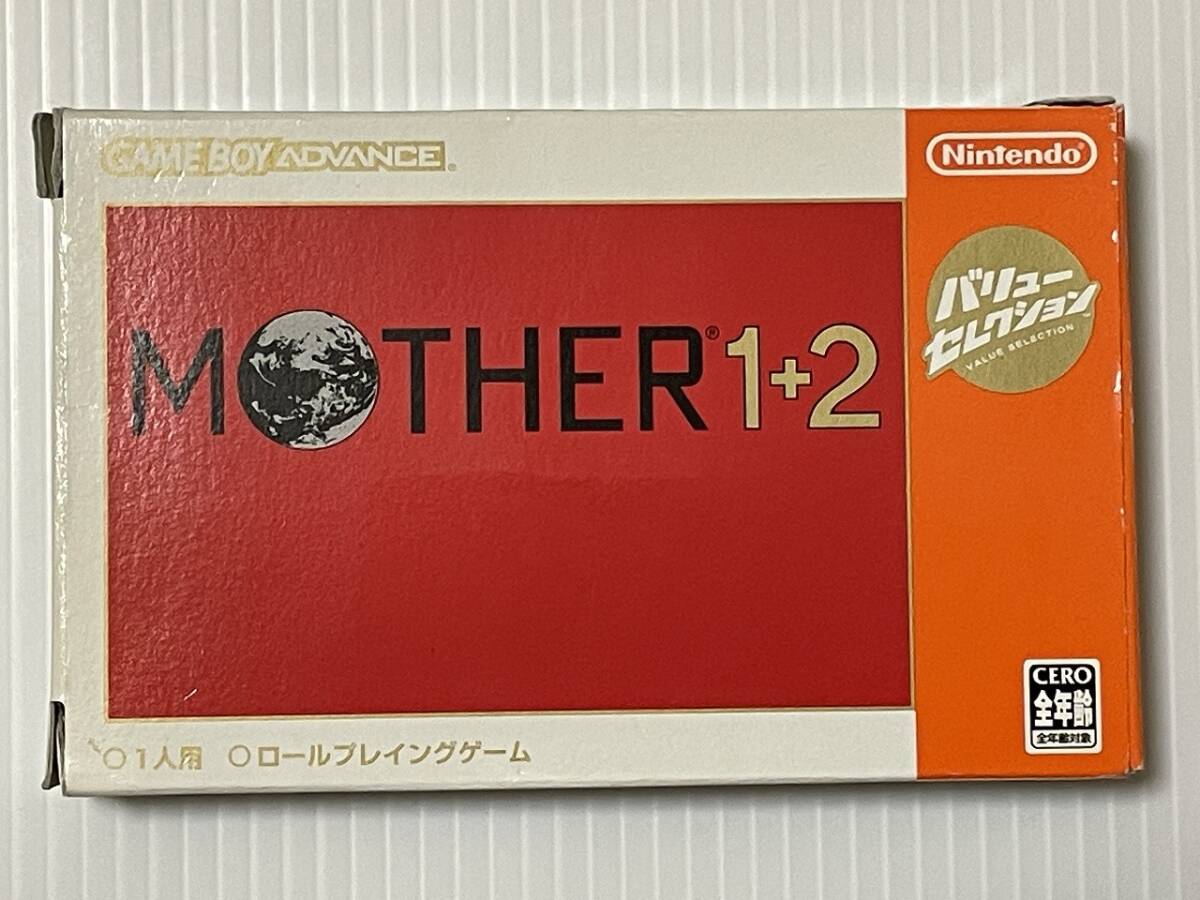 GAME BOY ADVANCE
Nintendo®
バリュー
セレクション
VALUE SELECTION
MOTHER® 1+2
CERO
全年齢
全年齢対象
○1人用 ○ロールプレイングゲーム